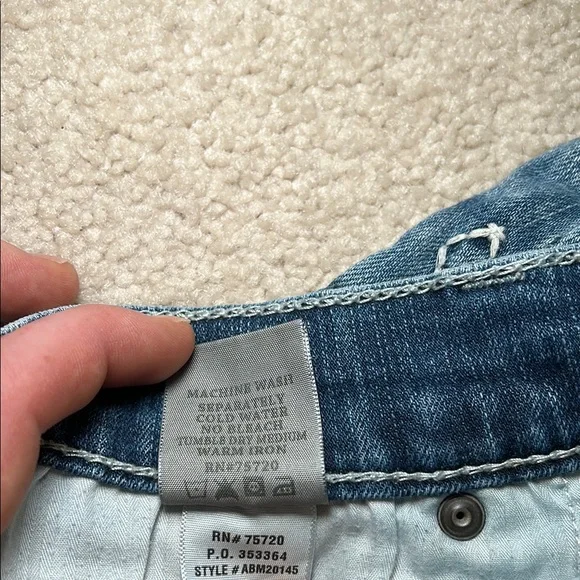 MACHINE WASH
SEPARATELY
COLD WATER
NO BLEACH
TUMBLE DRY MEDIUM
WARM IRON
RN#75720
RN# 75720
P.O. 353364
STYLE #ABM20145